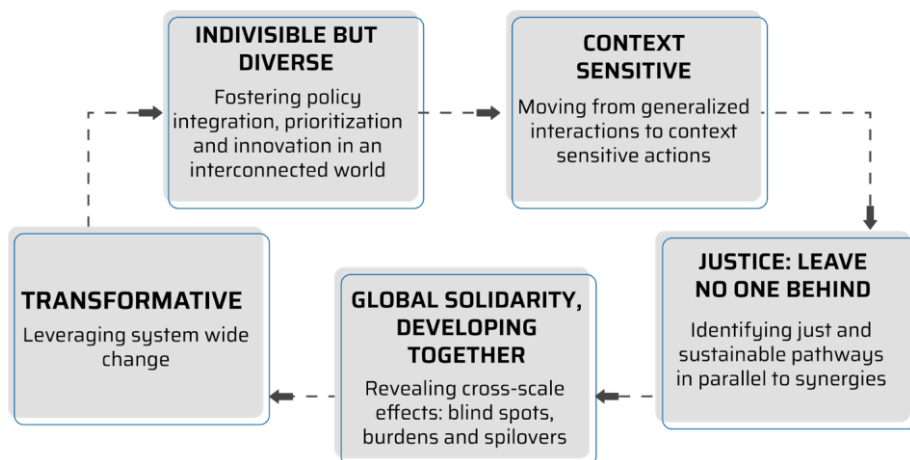 INDIVISIBLE BUT
DIVERSE
Fostering policy
integration, prioritization
and innovation in an
interconnected world
CONTEXT
SENSITIVE
Moving from generalized
interactions to context
sensitive actions
JUSTICE: LEAVE
NO ONE BEHIND
Identifying just and
sustainable pathways
in parallel to synergies
GLOBAL SOLIDARITY,
DEVELOPING
TOGETHER
Revealing cross-scale
effects: blind spots,
burdens and spilovers
TRANSFORMATIVE
Leveraging system wide
change